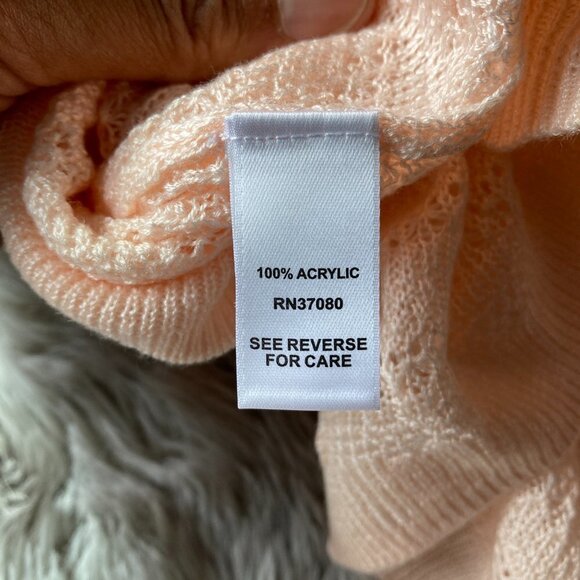 100% ACRYLIC
RN37080
SEE REVERSE
FOR CARE